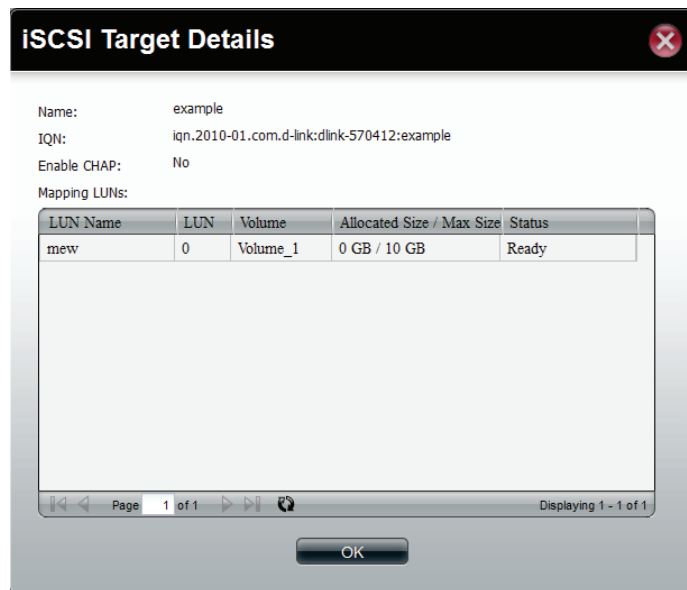 iSCSI Target Details
Name: example
IQN: iqn.2010-01.com.d-link:dlink-570412:example
Enable CHAP: No
Mapping LUNs:
LUN Name LUN Volume Allocated Size / Max Size Status
mew 0 Volume_1 0 GB / 10 GB Ready
Page 1 of 1 Displaying 1 - 1 of 1
OK